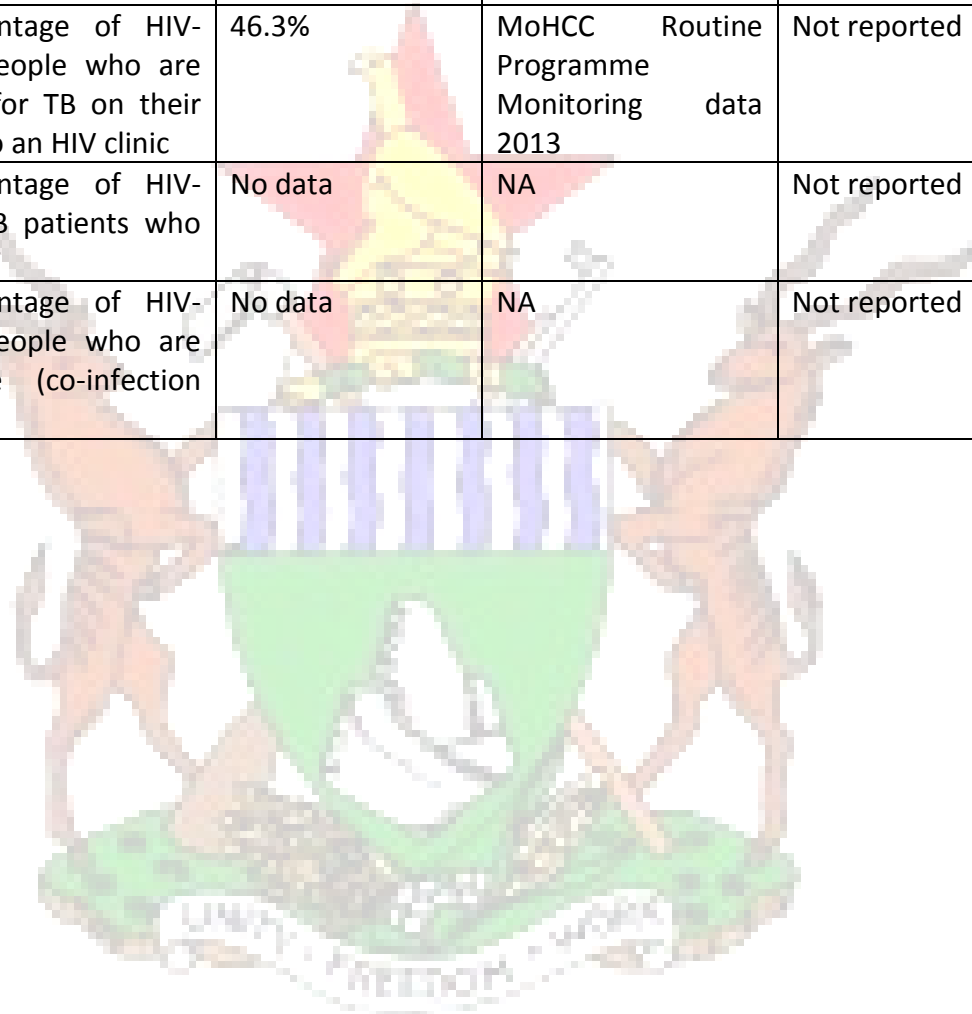 ntage of HIV-
eople who are
for TB on their
o an HIV clinic
46.3%
MoHCC Routine
Programme
Monitoring data
2013
Not reported
ntage of HIV-
B patients who
No data
NA
Not reported
ntage of HIV-
eople who are
e (co-infection
No data
NA
Not reported
UNITY · FREEDOM · WORK